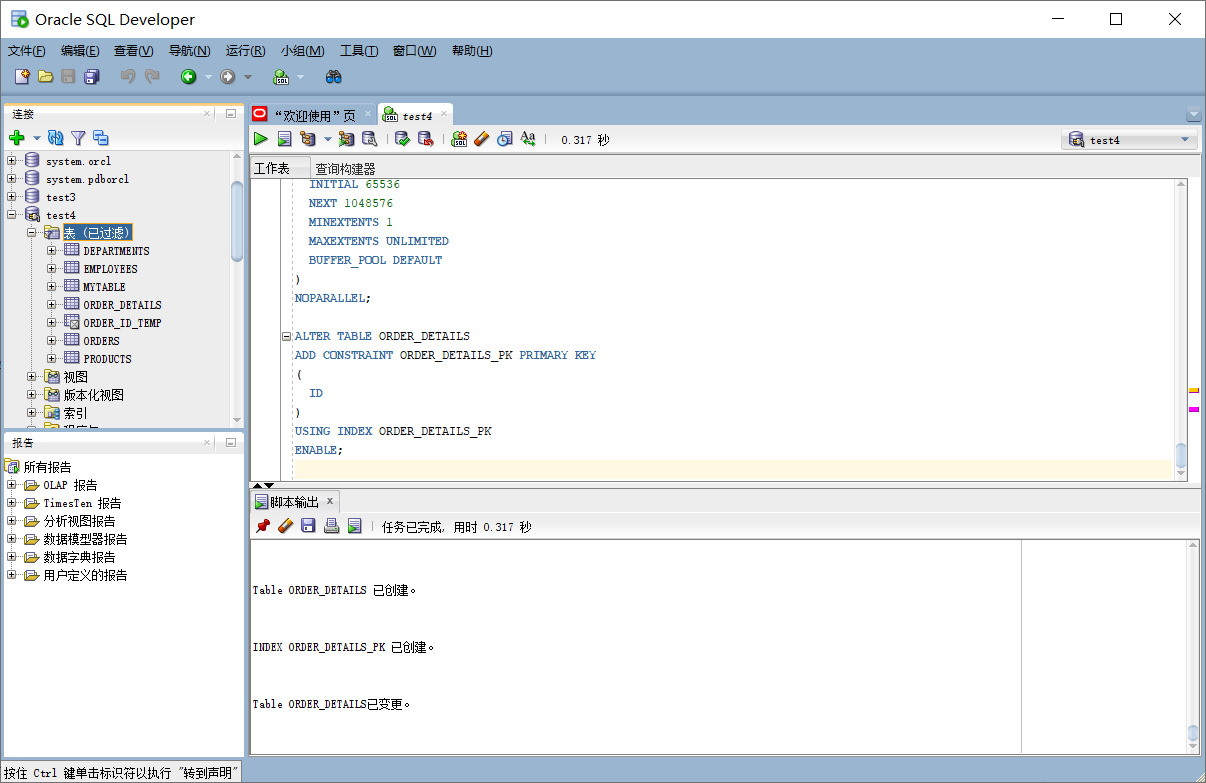 Oracle SQL Developer
文件(F) 编辑(E) 查看(V) 导航(N) 运行(R) 小组(M) 工具(T) 窗口(W) 帮助(H)
连接
system.orcl
system.pdborcl
test3
test4
表 (已过滤)
DEPARTMENTS
EMPLOYEES
MYTABLE
ORDER_DETAILS
ORDER_ID_TEMP
ORDERS
PRODUCTS
视图
版本化视图
索引
报告
所有报告
OLAP 报告
TimesTen 报告
分析视图报告
数据模型器报告
数据字典报告
用户定义的报告
“欢迎使用”页 test4
0.317 秒 test4
工作表 查询构建器
INITIAL 65536
NEXT 1048576
MINEXTENTS 1
MAXEXTENTS UNLIMITED
BUFFER_POOL DEFAULT
)
NOPARALLEL;
ALTER TABLE ORDER_DETAILS
ADD CONSTRAINT ORDER_DETAILS_PK PRIMARY KEY
(
ID
)
USING INDEX ORDER_DETAILS_PK
ENABLE;
脚本输出 x
任务已完成, 用时 0.317 秒
Table ORDER_DETAILS 已创建。
INDEX ORDER_DETAILS_PK 已创建。
Table ORDER_DETAILS已变更。
按住 Ctrl 键单击标识符以执行 "转到声明"